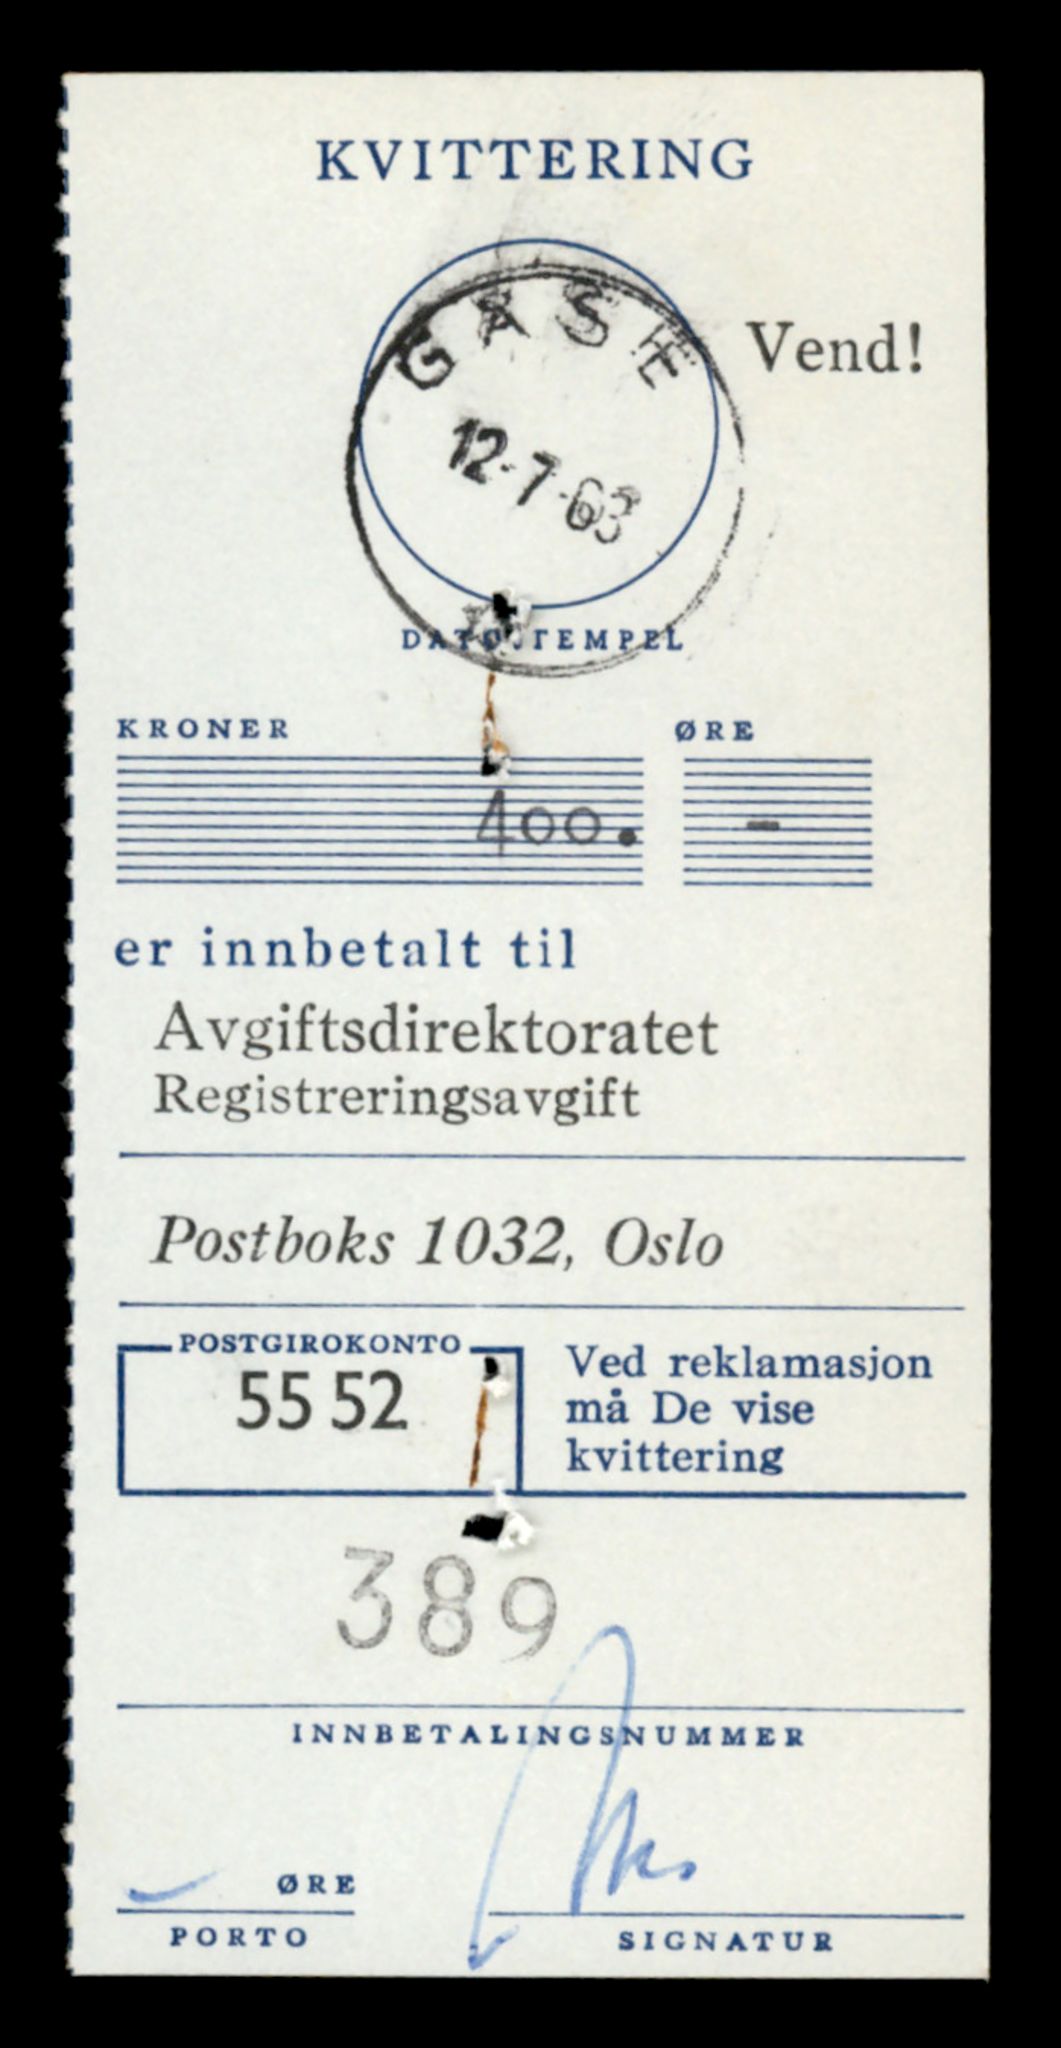 KVITTERING
GÅSE
Vend!
12-7-63
DATOSTEMPEL
KRONER ØRE
400. -
er innbetalt til
Avgiftsdirektoratet
Registreringsavgift
Postboks 1032, Oslo
POSTGIROKONTO
55 52
Ved reklamasjon
må De vise
kvittering
389
INNBETALINGSNUMMER
ØRE
PORTO
SIGNATUR